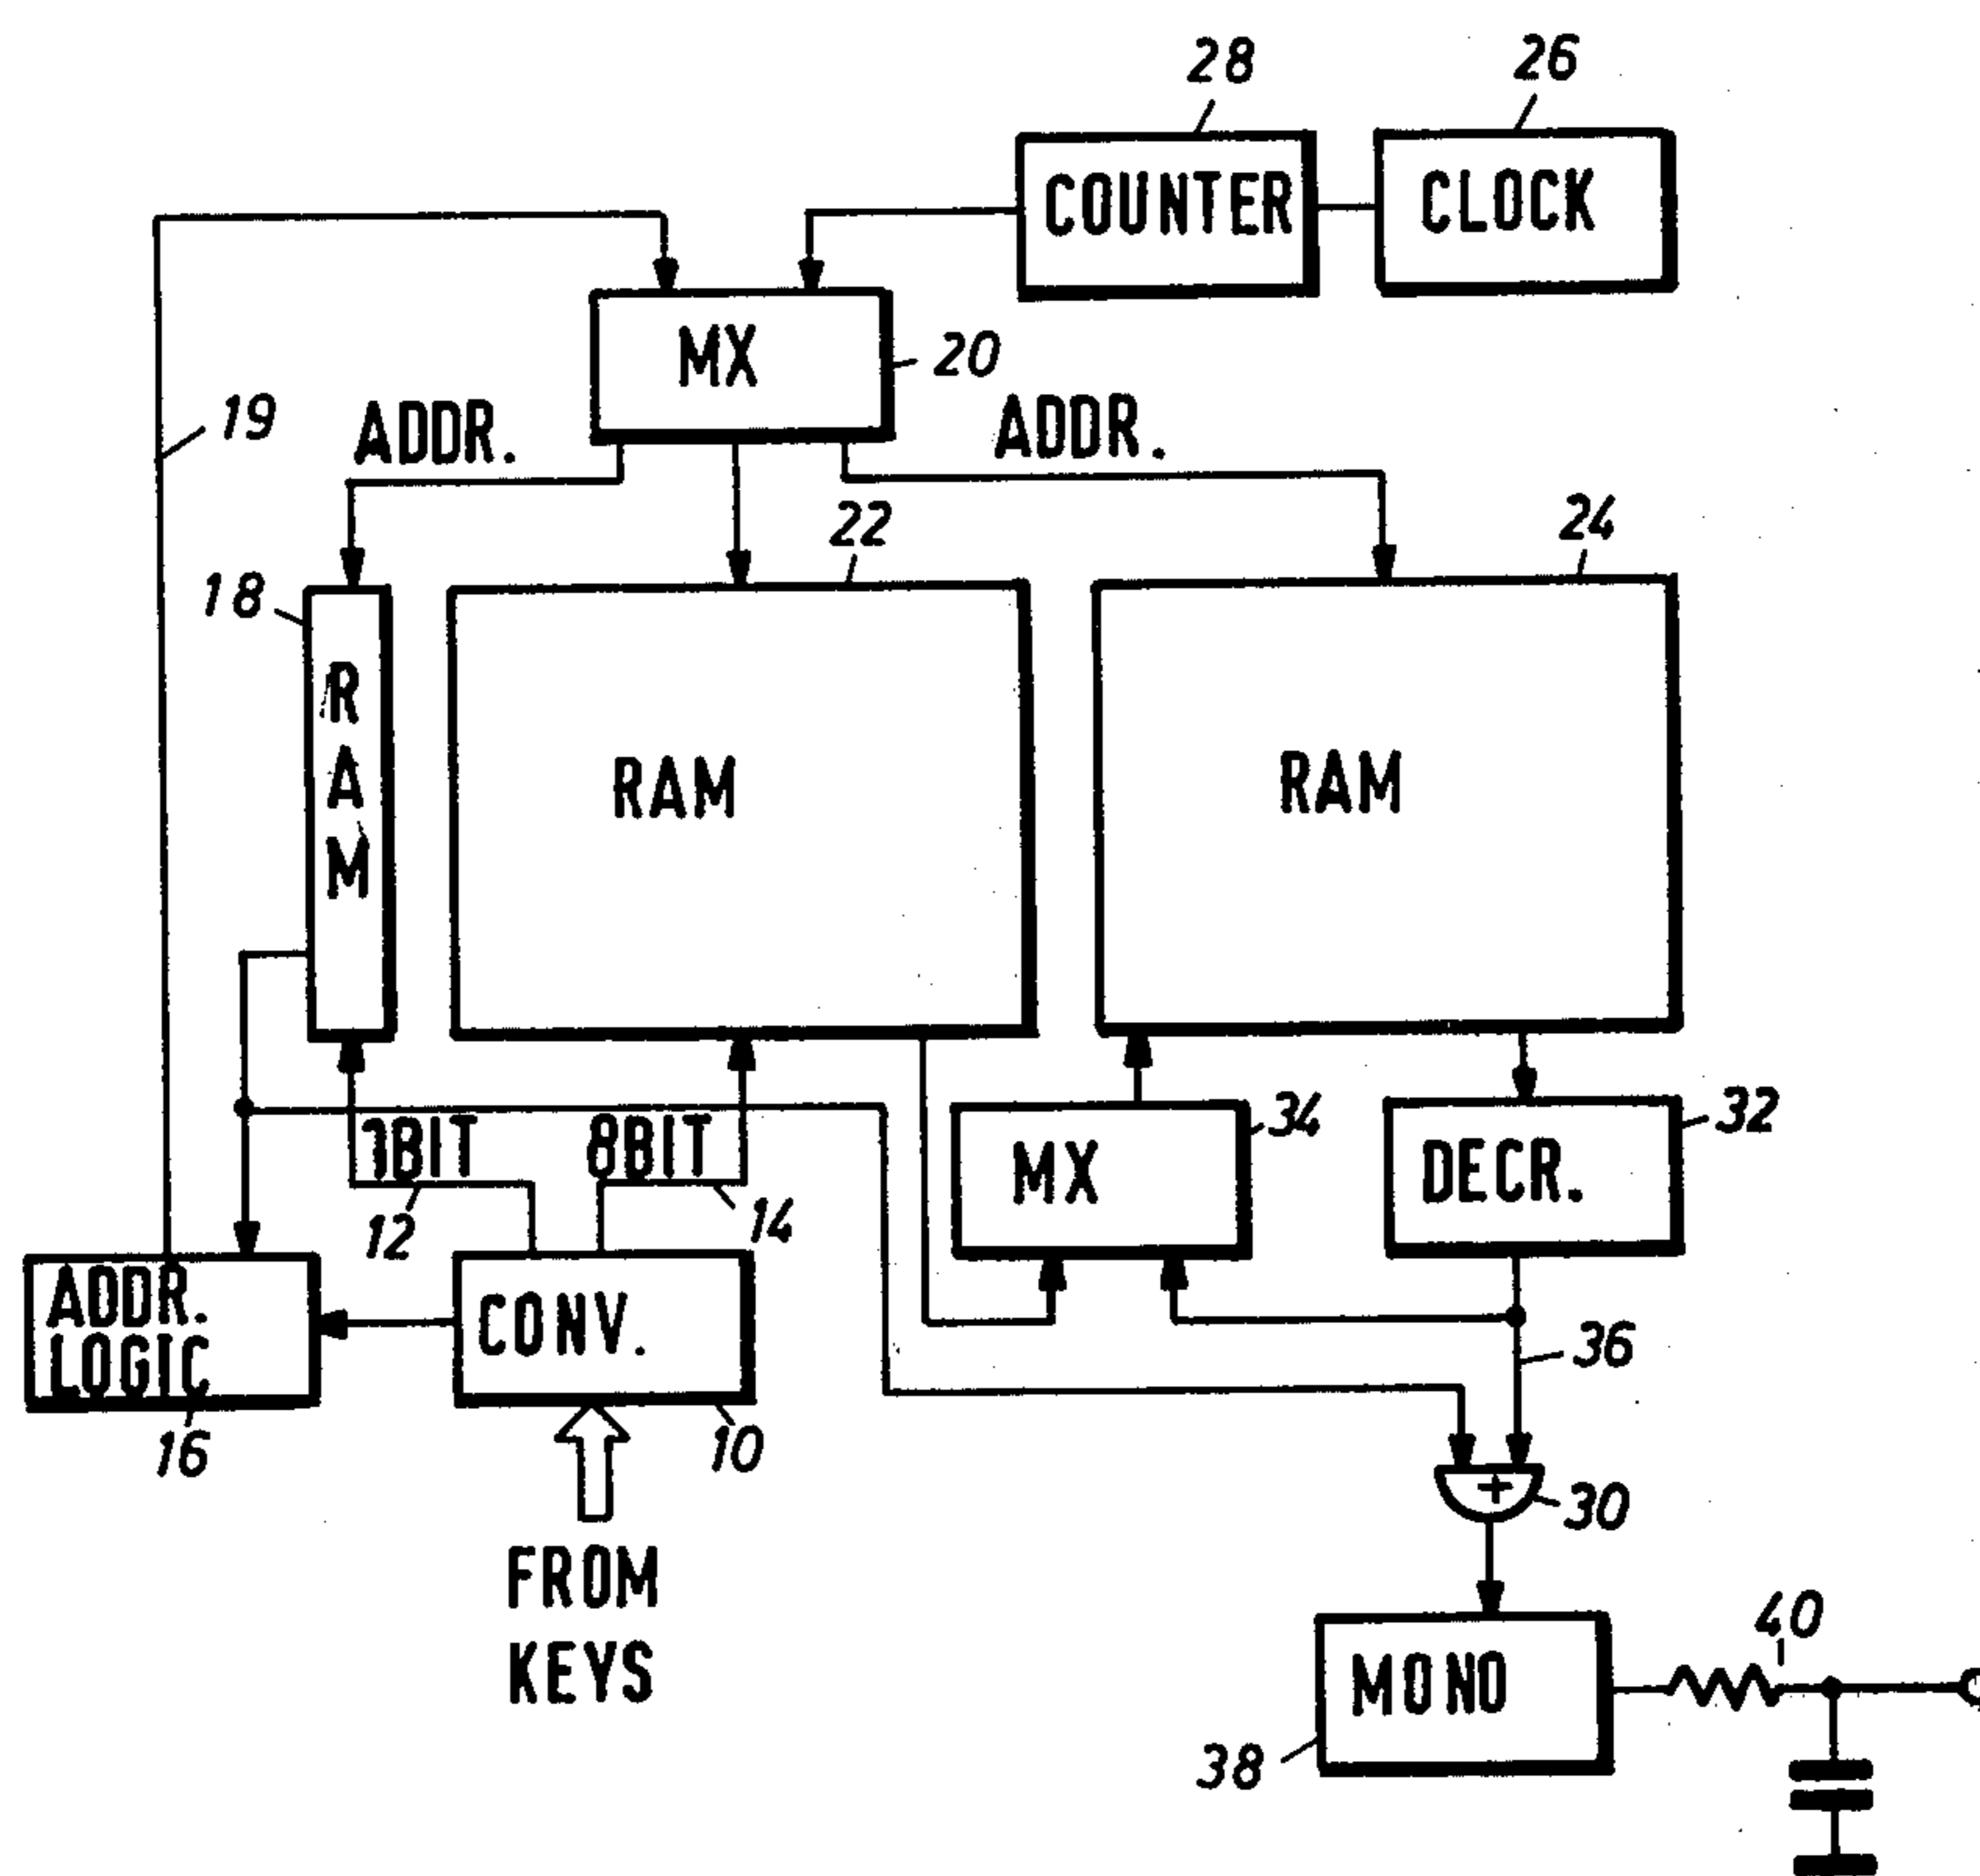 28
26
COUNTER
CLOCK
MX
20
19
ADDR.
ADDR.
22
24
18
RAM
RAM
RAM
1BIT
8BIT
34
32
MX
DECR.
12
14
ADDR.
LOGIC
CONV.
36
16
10
30
FROM
KEYS
40
MONO
38